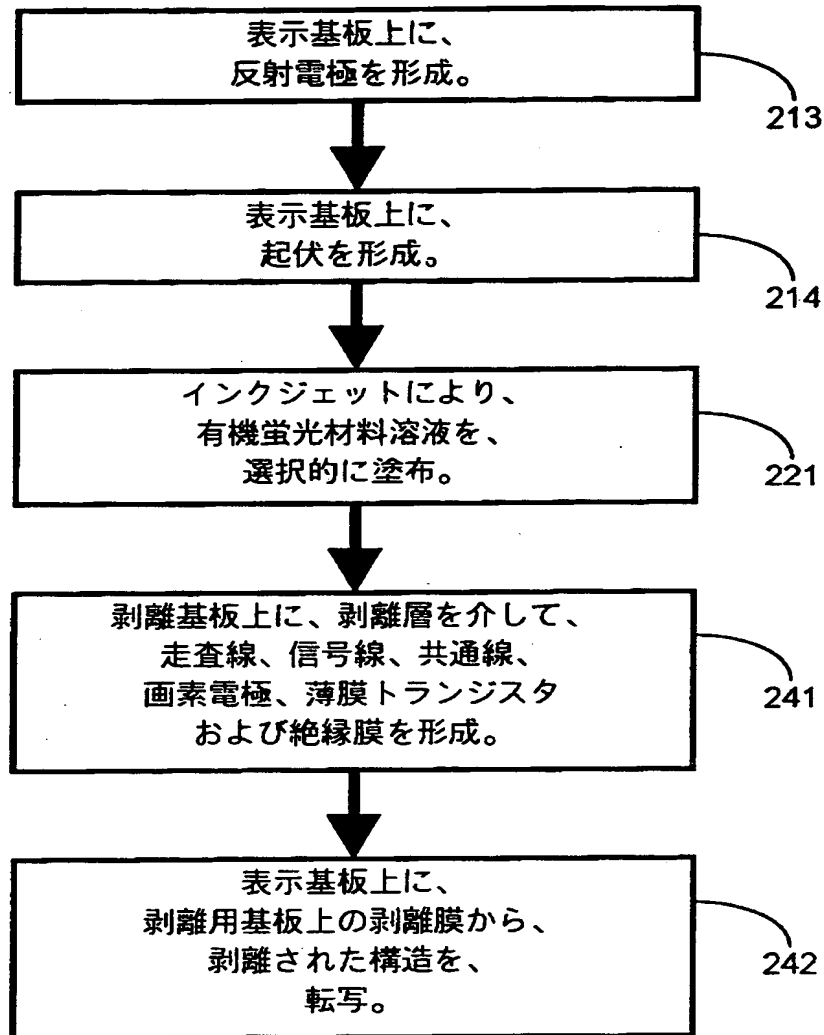 表示基板上に、
反射電極を形成。
213
表示基板上に、
起伏を形成。
214
インクジェットにより、
有機蛍光材料溶液を、
選択的に塗布。
221
剥離基板上に、剥離層を介して、
走査線、信号線、共通線、
画素電極、薄膜トランジスタ
および絶縁膜を形成。
241
表示基板上に、
剥離用基板上の剥離膜から、
剥離された構造を、
転写。
242